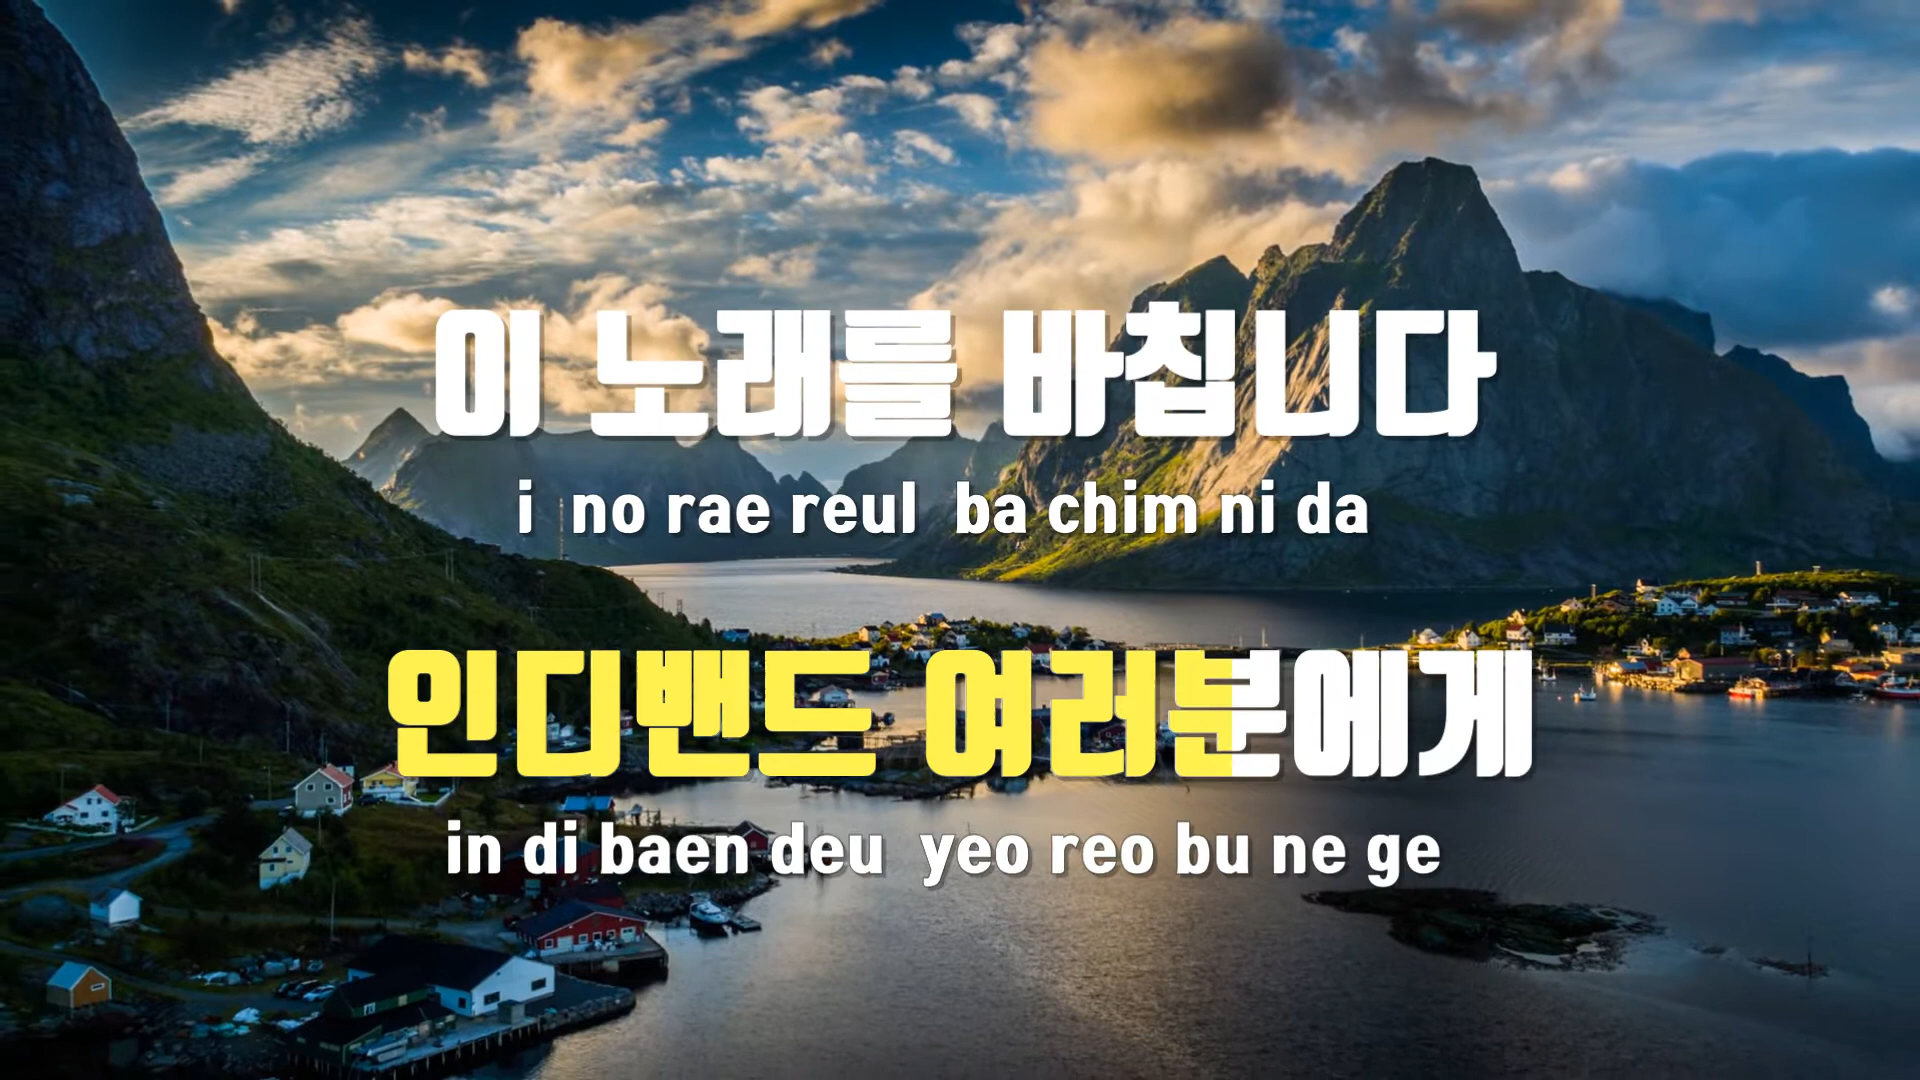 이 노래를 바칩니다
i no rae reul ba chim ni da
인디밴드 여러분에게
in di baen deu yeo reo bu ne ge